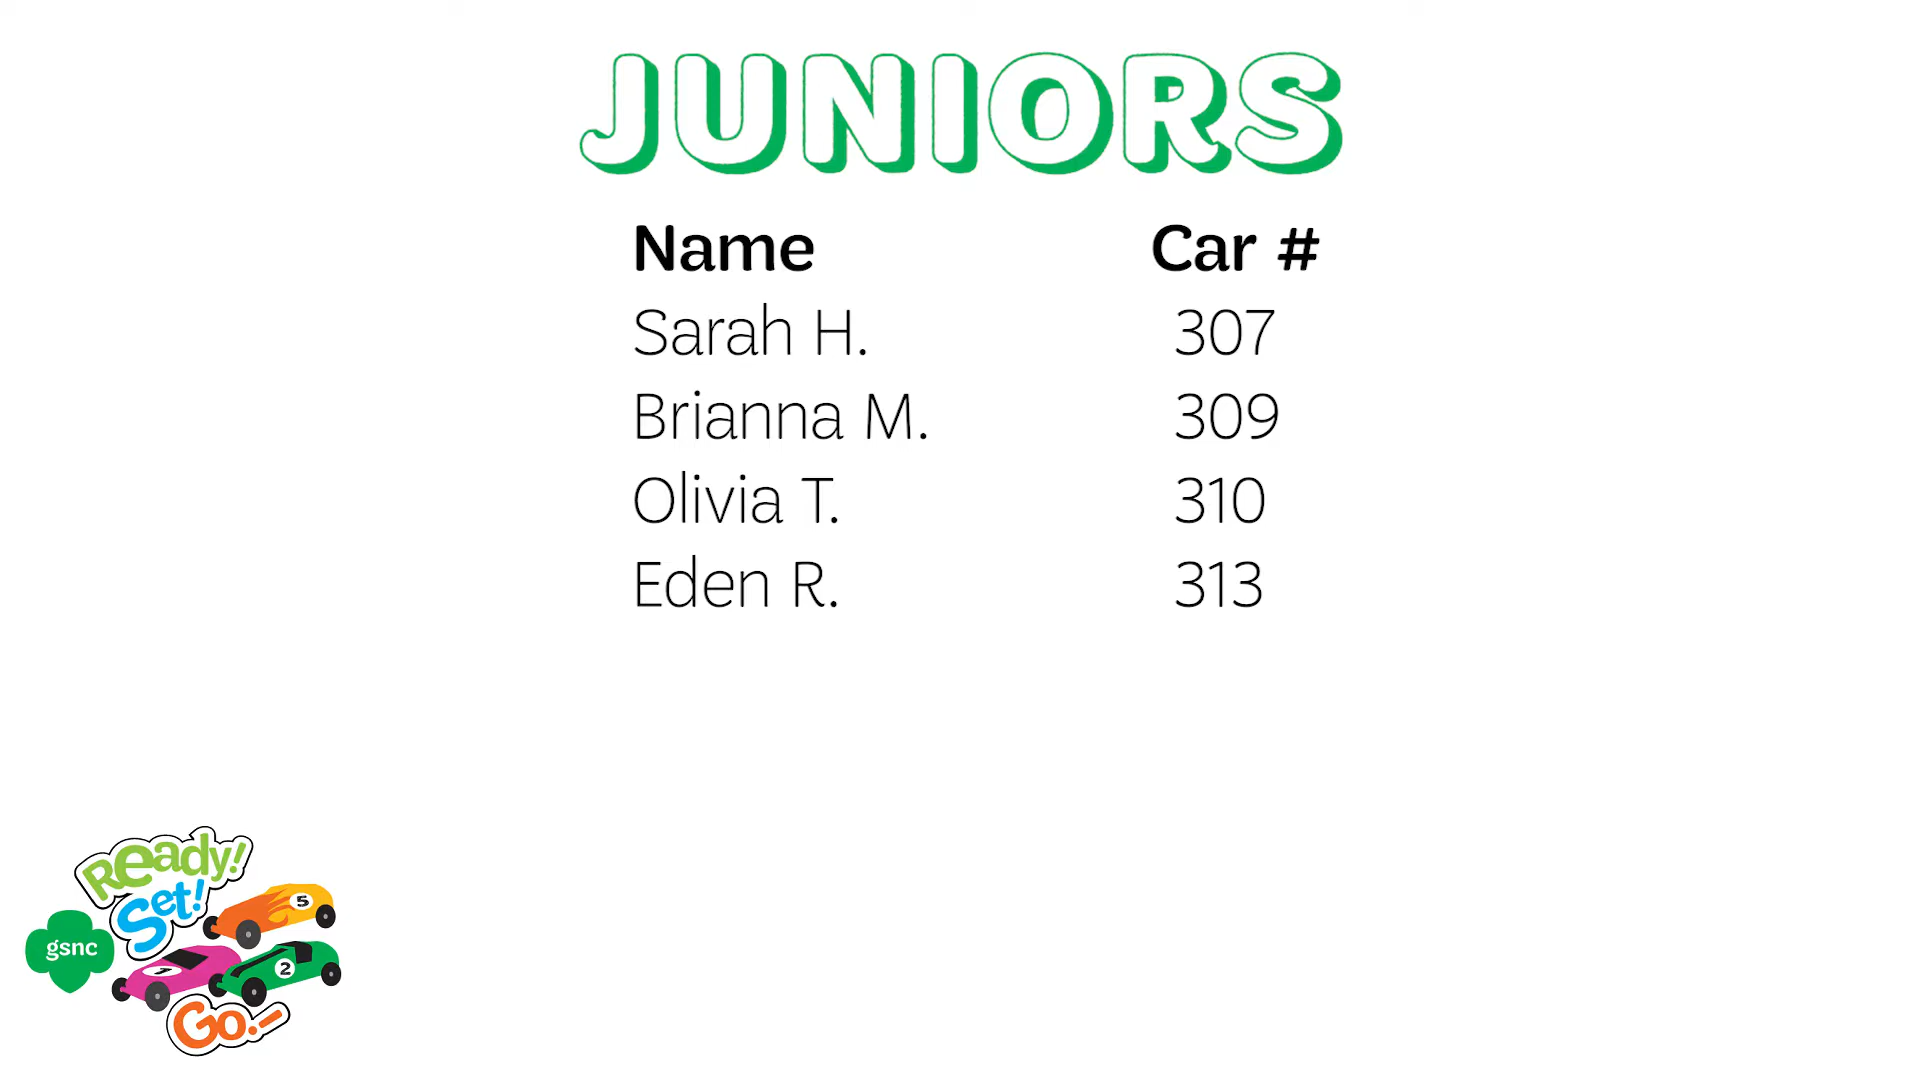 JUNIORS
Name Car #
Sarah H. 307
Brianna M. 309
Olivia T. 310
Eden R. 313
Ready!
Set!
5
gsnc
1
2
Go!